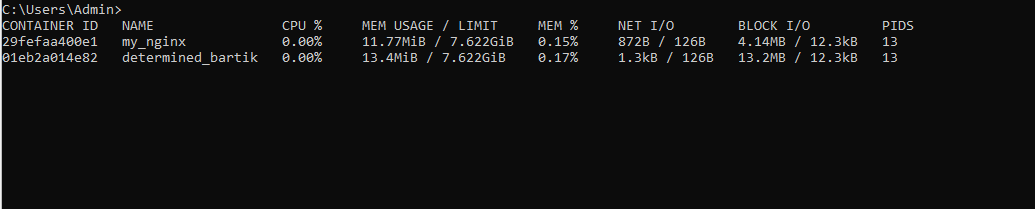 C:\Users\Admin>
CONTAINER ID   NAME                CPU %     MEM USAGE / LIMIT     MEM %     NET I/O        BLOCK I/O         PIDS
29fefaa400e1   my_nginx            0.00%     11.77MiB / 7.622GiB   0.15%     872B / 126B    4.14MB / 12.3kB   13
01eb2a014e82   determined_bartik   0.00%     13.4MiB / 7.622GiB    0.17%     1.3kB / 126B   13.2MB / 12.3kB   13